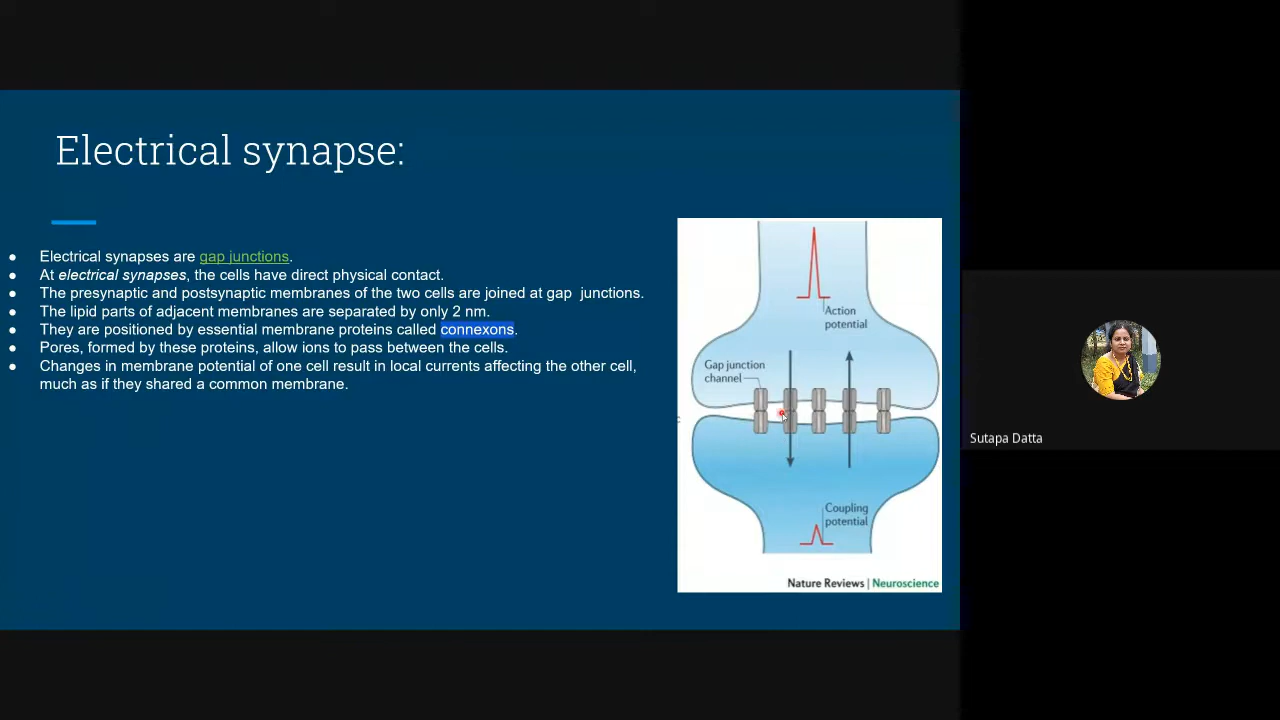 Electrical synapse:
● Electrical synapses are gap junctions.
● At electrical synapses, the cells have direct physical contact.
● The presynaptic and postsynaptic membranes of the two cells are joined at gap  junctions.
● The lipid parts of adjacent membranes are separated by only 2 nm.
● They are positioned by essential membrane proteins called connexons.
● Pores, formed by these proteins, allow ions to pass between the cells.
● Changes in membrane potential of one cell result in local currents affecting the other cell,
much as if they shared a common membrane.
Action
potential
Gap junction
channel
Coupling
potential
Nature Reviews | Neuroscience
Sutapa Datta